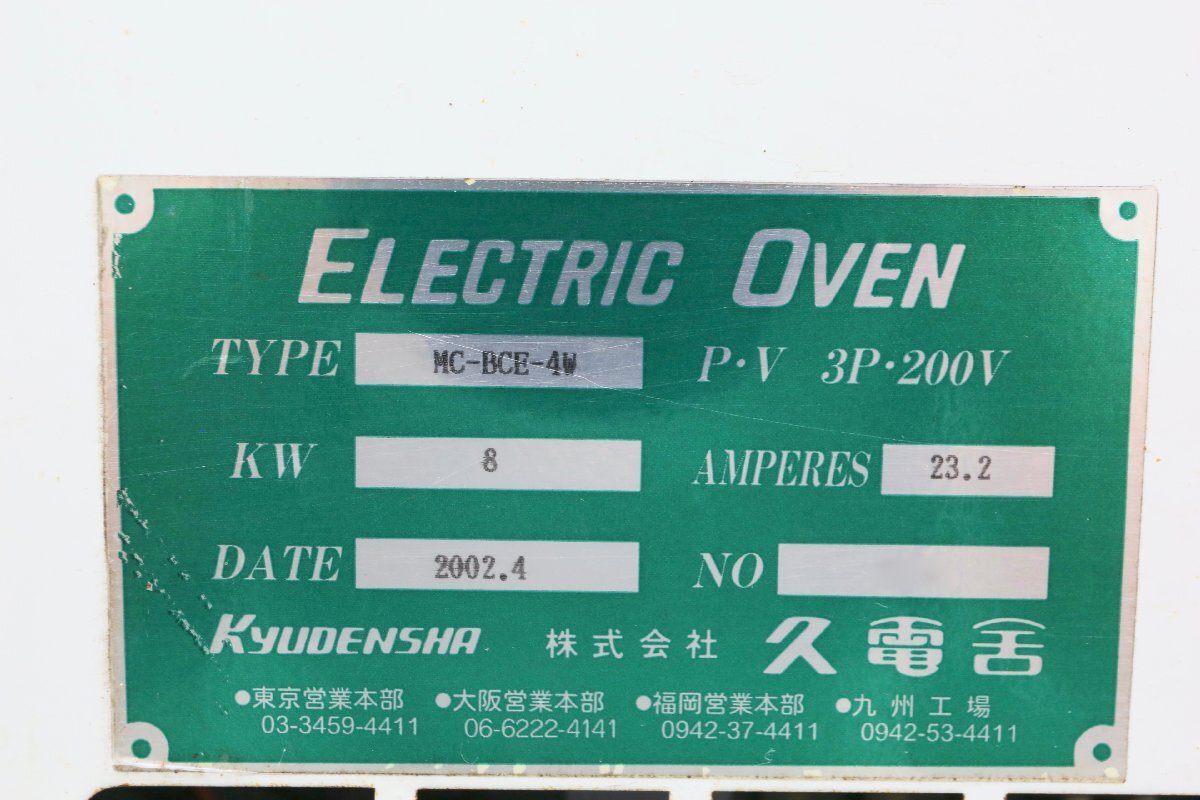 ELECTRIC OVEN
TYPE MC-BCE-4W P・V 3P・200V
KW 8 AMPERES 23.2
DATE 2002.4 NO
KYUDENSHA 株式会社 久電舎
●東京営業本部 ●大阪営業本部 ●福岡営業本部 ●九州工場
03-3459-4411 06-6222-4141 0942-37-4411 0942-53-4411